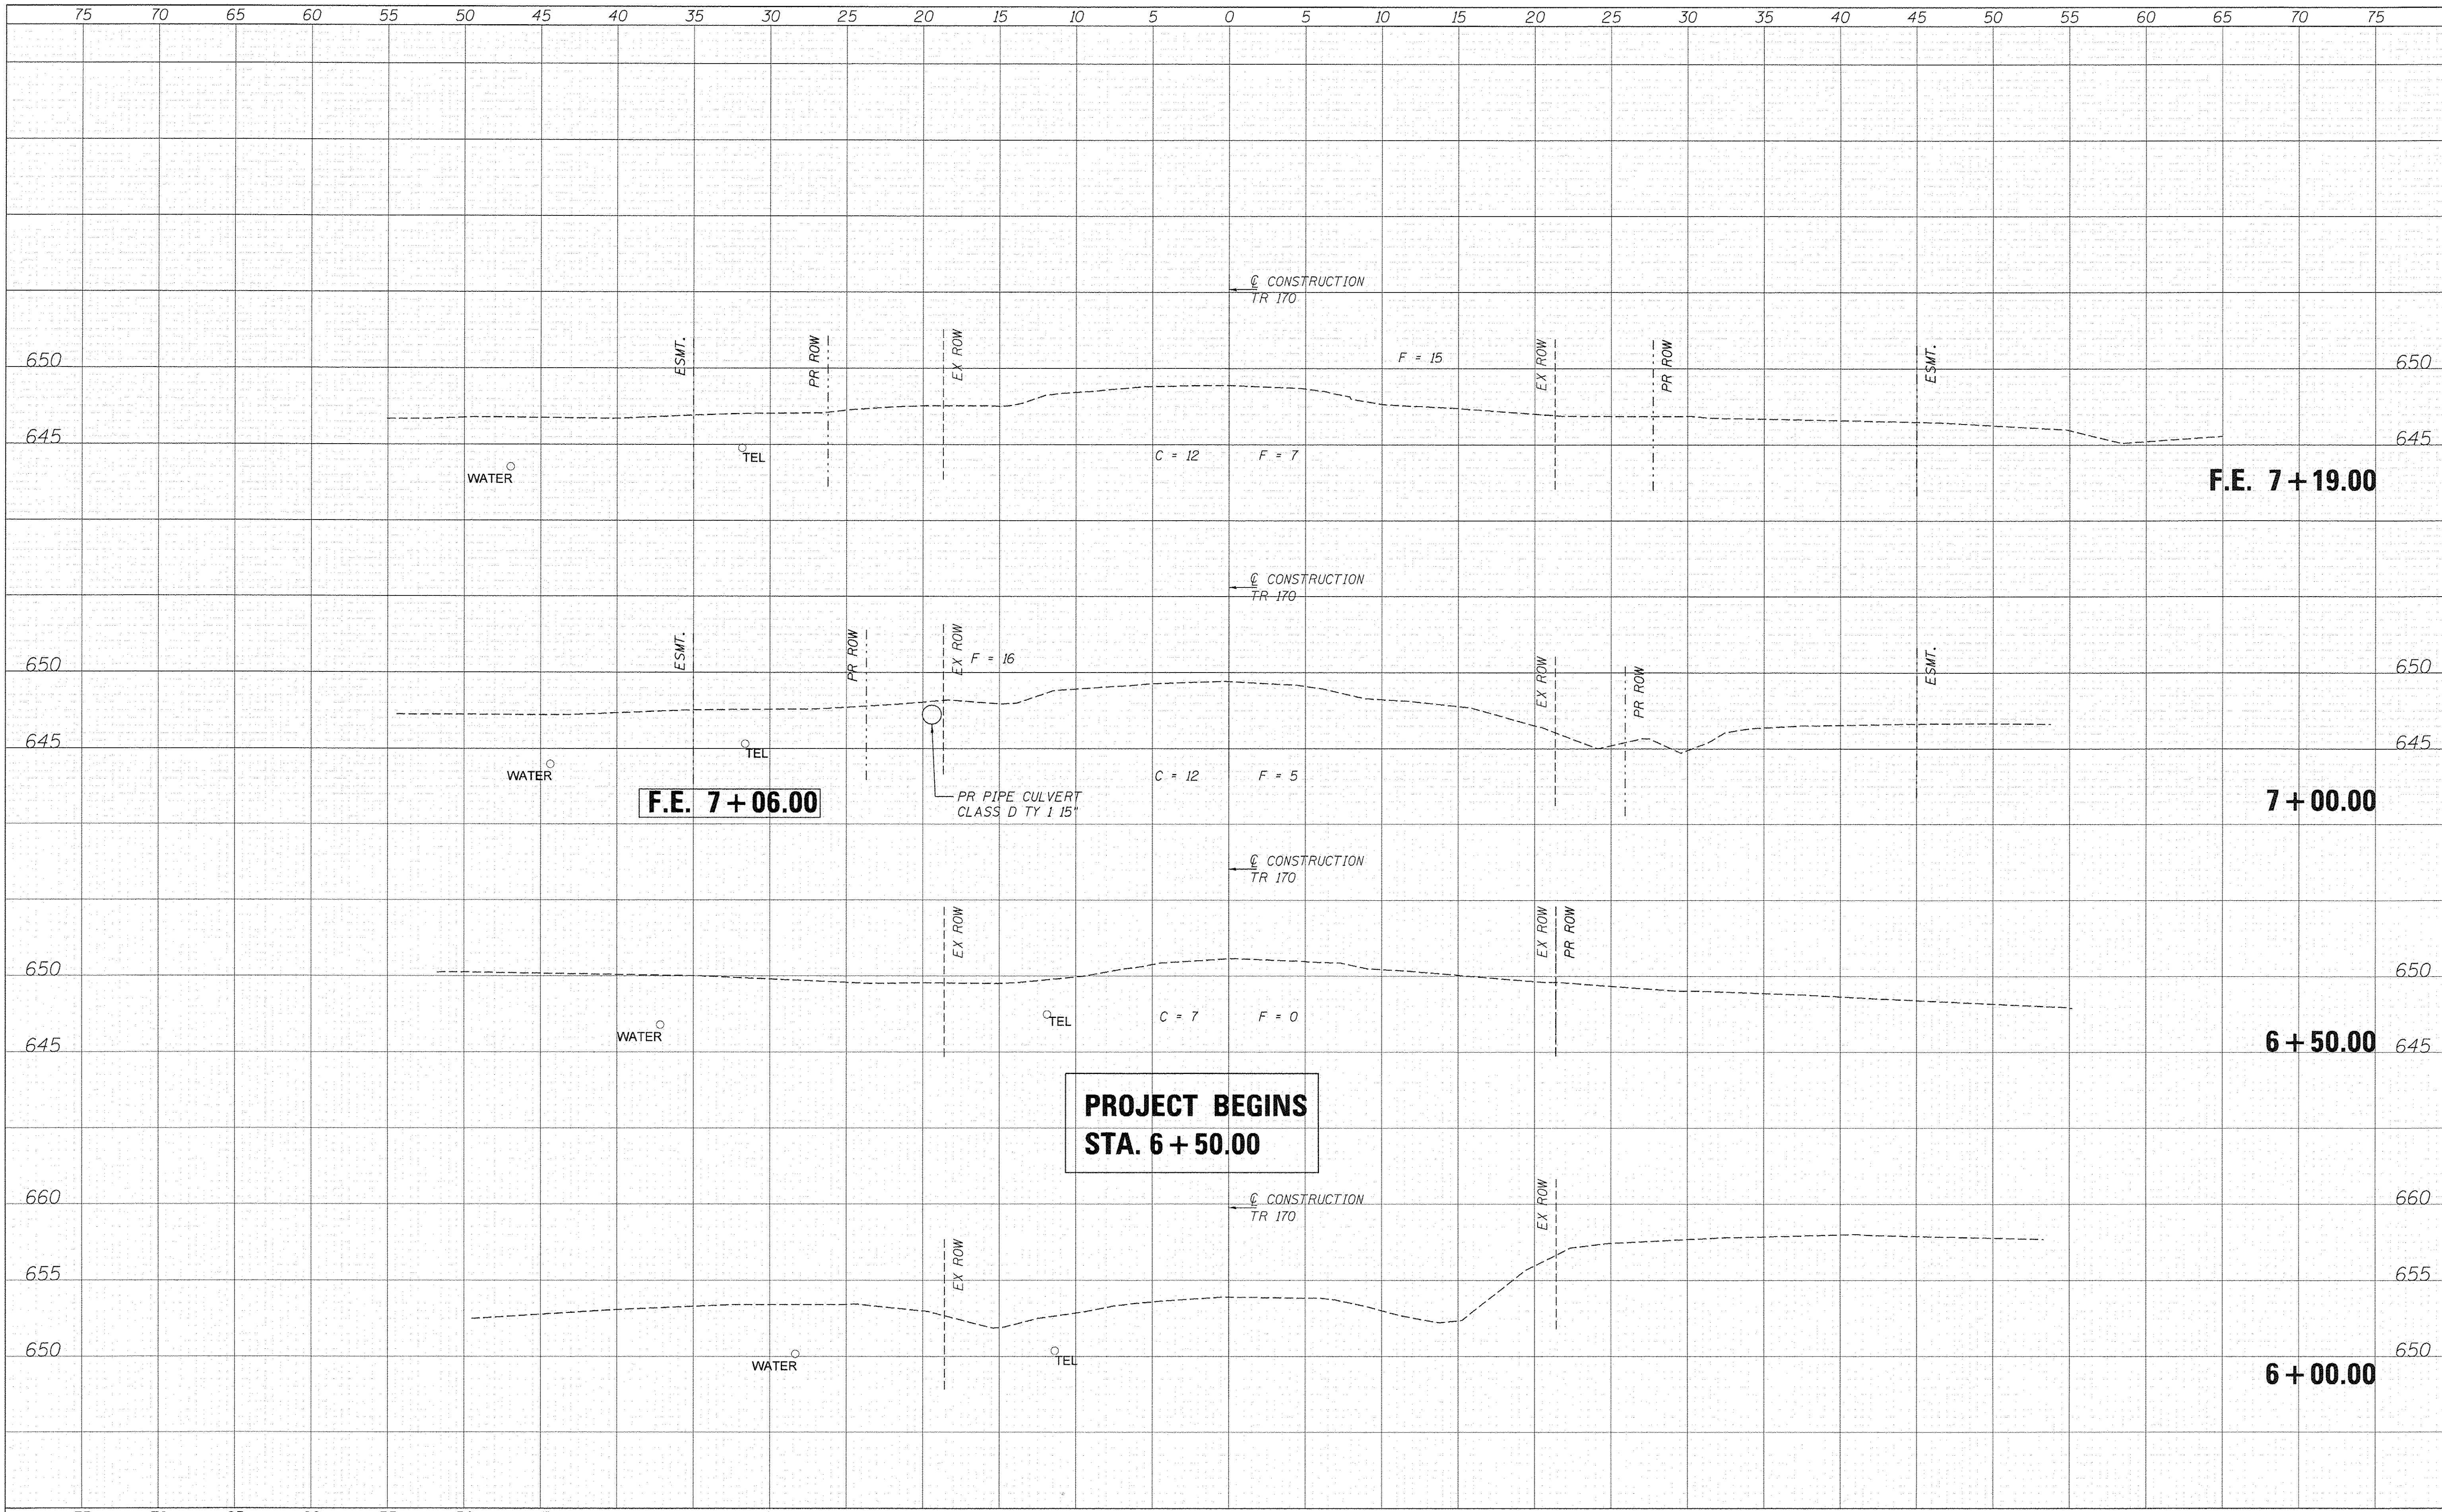 75 70 65 60 55 50 45 40 35 30 25 20 15 10 5 0 5 10 15 20 25 30 35 40 45 50 55 60 65 70 75
℄ CONSTRUCTION
TR 170
ESMT.
PR ROW
EX ROW
F = 15
EX ROW
PR ROW
ESMT.
650 650
645 645
TEL
WATER
C = 12 F = 7
F.E. 7+19.00
℄ CONSTRUCTION
TR 170
ESMT.
PR ROW
EX ROW
F = 16
EX ROW
PR ROW
ESMT.
650 650
645 645
TEL
WATER
C = 12 F = 5
F.E. 7+06.00
PR PIPE CULVERT
CLASS D TY 1 15"
7+00.00
℄ CONSTRUCTION
TR 170
EX ROW
EX ROW
PR ROW
650 650
WATER
TEL
C = 7 F = 0
6+50.00
645 645
PROJECT BEGINS
STA. 6+50.00
660 660
℄ CONSTRUCTION
TR 170
EX ROW
EX ROW
655 655
650 650
WATER
TEL
6+00.00